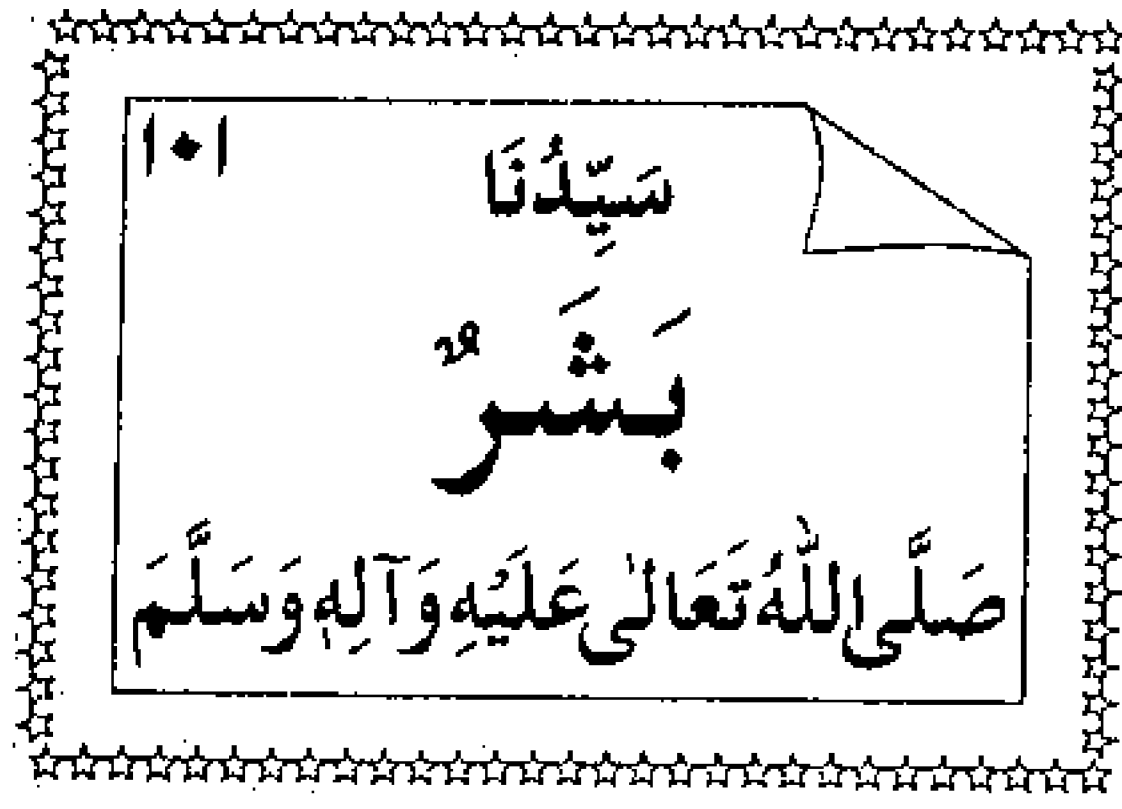 ١٠١
سَيِّدُنَا
بَشَرٌ
صَلَّى اللّٰهُ تَعَالٰى عَلَيْهِ وَآلِهٖ وَسَلَّمَ